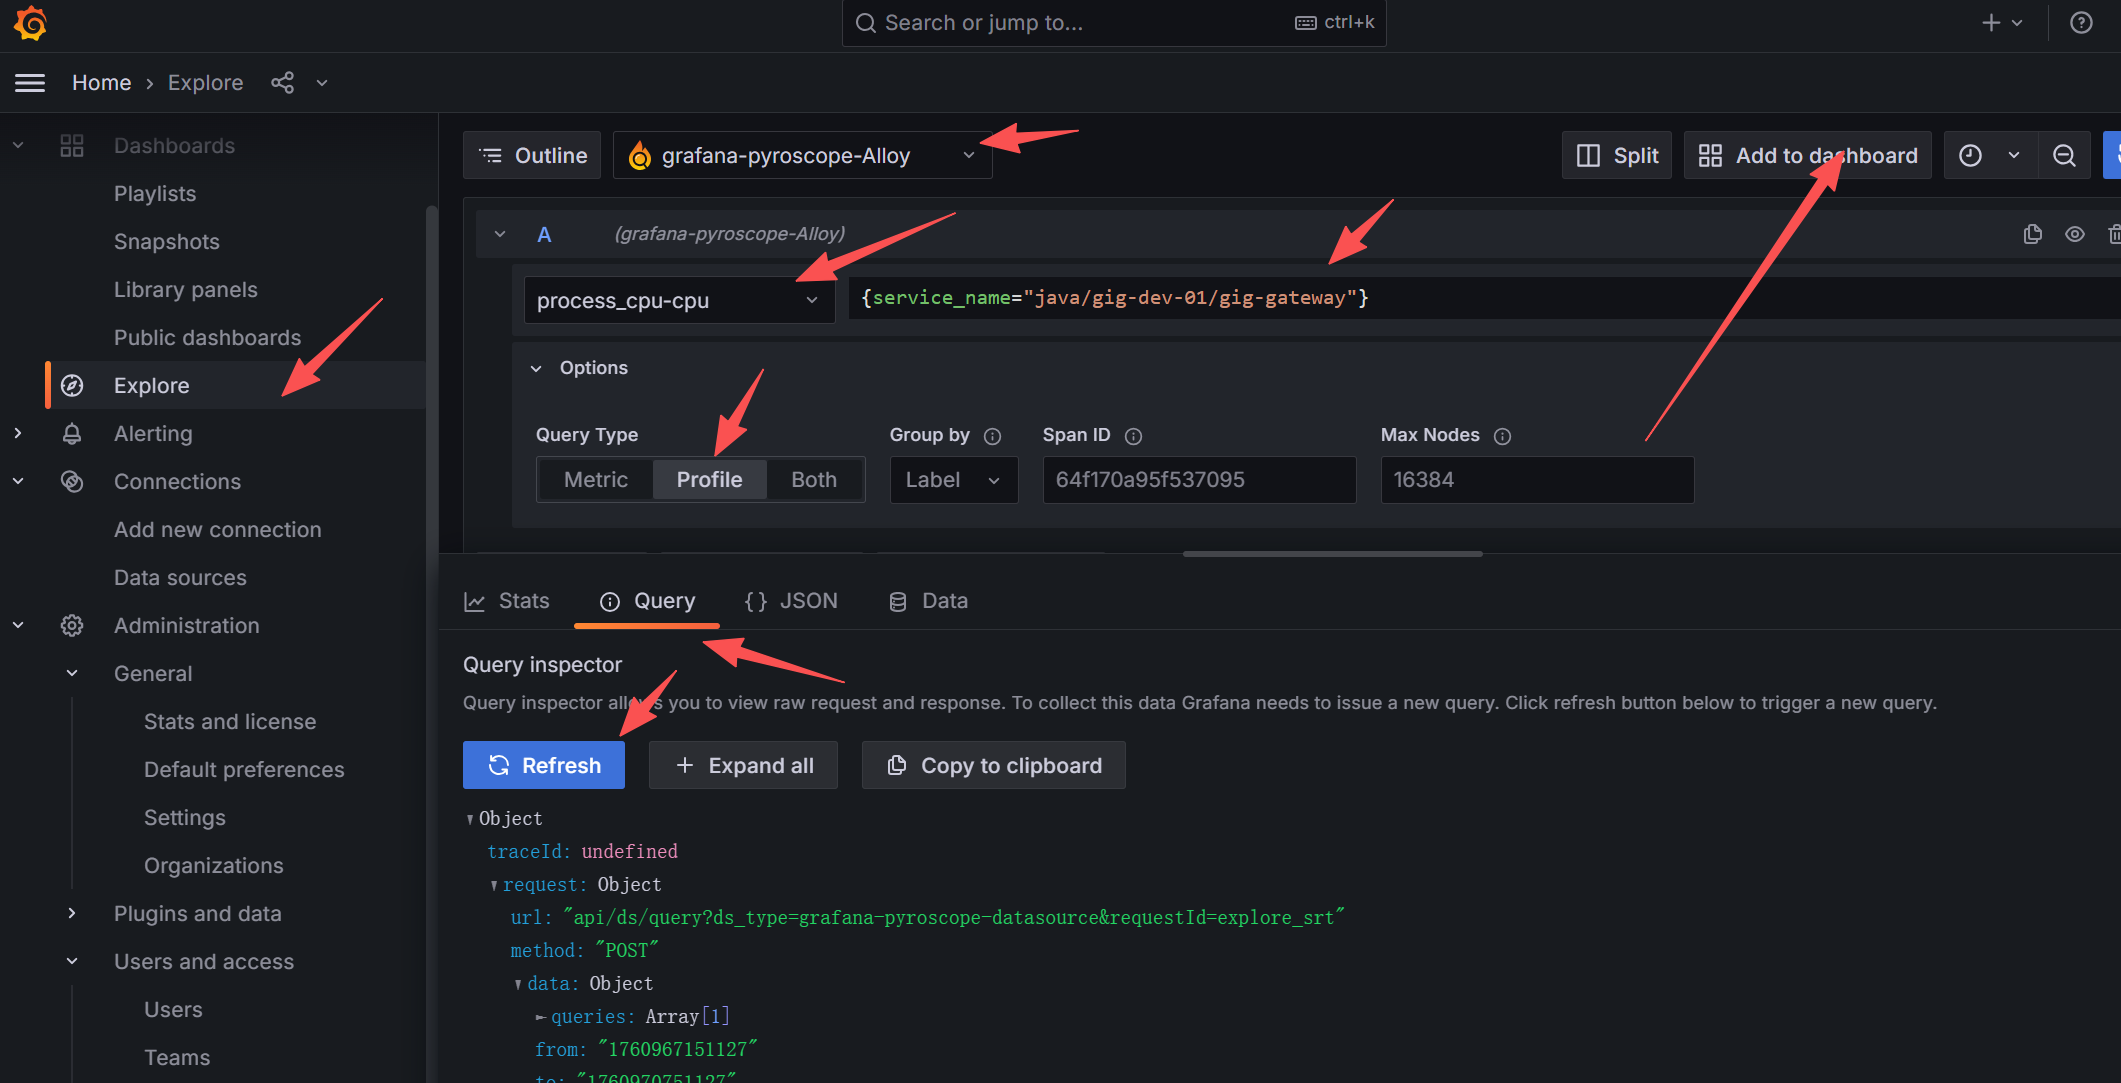 Search or jump to...
ctrl+k
Home
Explore
Dashboards
Playlists
Snapshots
Library panels
Public dashboards
Explore
Alerting
Connections
Add new connection
Data sources
Administration
General
Stats and license
Default preferences
Settings
Organizations
Plugins and data
Users and access
Users
Teams
Outline
grafana-pyroscope-Alloy
Split
Add to dashboard
A
(grafana-pyroscope-Alloy)
process_cpu-cpu
{service_name="java/gig-dev-01/gig-gateway"}
Options
Query Type
Group by
Span ID
Max Nodes
Metric
Profile
Both
Label
64f170a95f537095
16384
Stats
Query
{} JSON
Data
Query inspector
Query inspector allows you to view raw request and response. To collect this data Grafana needs to issue a new query. Click refresh button below to trigger a new query.
Refresh
Expand all
Copy to clipboard
Object
traceId: undefined
request: Object
url: "api/ds/query?ds_type=grafana-pyroscope-datasource&requestId=explore_srt"
method: "POST"
data: Object
queries: Array[1]
from: "1760967151127"
to: "1760970751127"